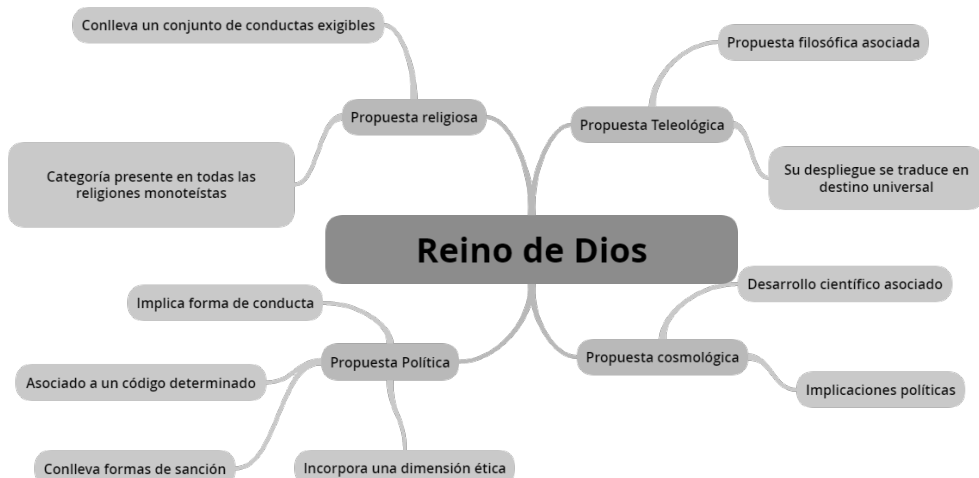 Conlleva un conjunto de conductas exigibles
Propuesta religiosa
Categoría presente en todas las
religiones monoteístas
Propuesta filosófica asociada
Propuesta Teleológica
Su despliegue se traduce en
destino universal
Reino de Dios
Implica forma de conducta
Propuesta Política
Asociado a un código determinado
Conlleva formas de sanción
Incorpora una dimensión ética
Desarrollo científico asociado
Propuesta cosmológica
Implicaciones políticas